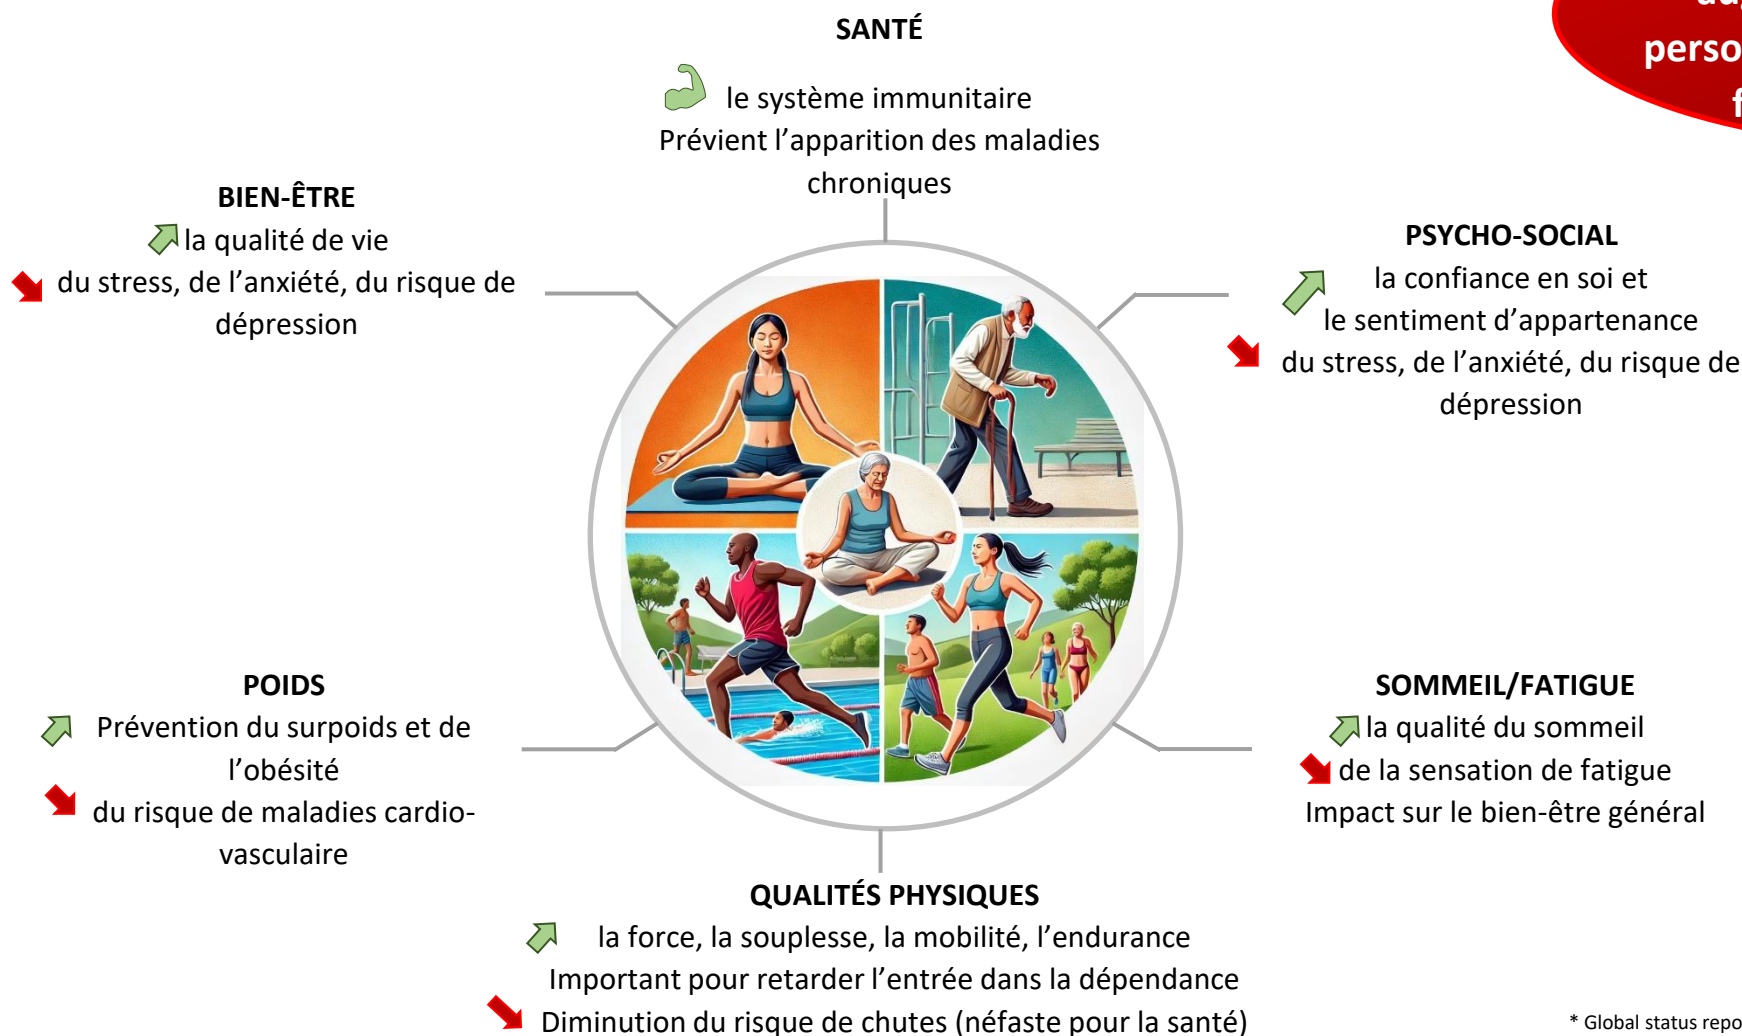 SANTÉ
le système immunitaire
Prévient l’apparition des maladies
chroniques
BIEN-ÊTRE
la qualité de vie
du stress, de l’anxiété, du risque de
dépression
PSYCHO-SOCIAL
la confiance en soi et
le sentiment d’appartenance
du stress, de l’anxiété, du risque de
dépression
POIDS
Prévention du surpoids et de
l’obésité
du risque de maladies cardio-
vasculaire
SOMMEIL/FATIGUE
la qualité du sommeil
de la sensation de fatigue
Impact sur le bien-être général
QUALITÉS PHYSIQUES
la force, la souplesse, la mobilité, l’endurance
Important pour retarder l’entrée dans la dépendance
Diminution du risque de chutes (néfaste pour la santé)
* Global status